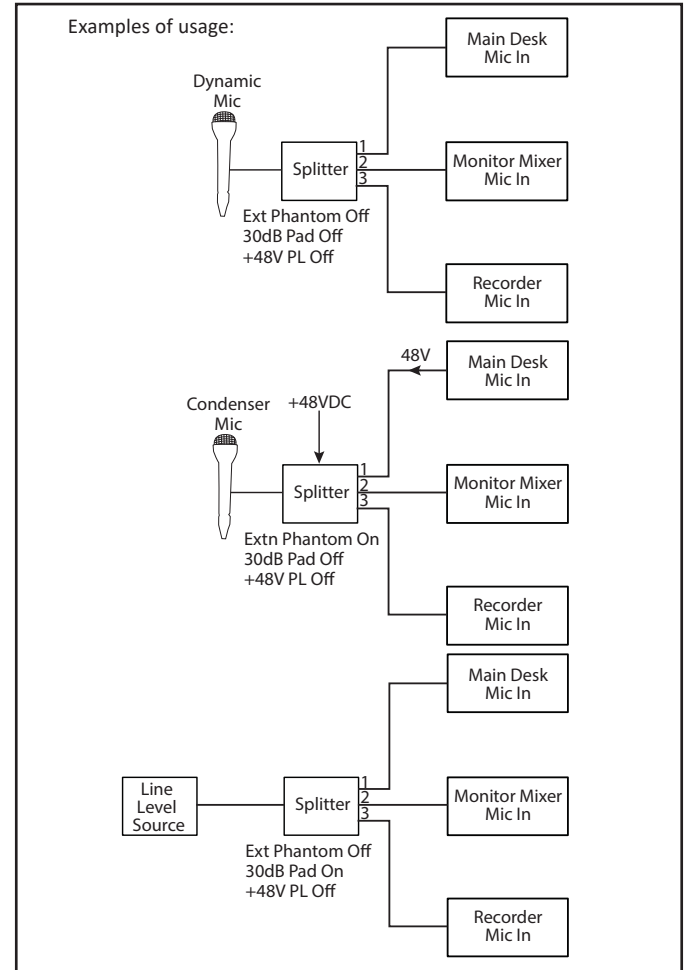 Examples of usage:
Dynamic
Mic
Splitter
1
2
3
Ext Phantom Off
30dB Pad Off
+48V PL Off
Main Desk
Mic In
Monitor Mixer
Mic In
Recorder
Mic In
Condenser
Mic
+48VDC
48V
Splitter
1
2
3
Extn Phantom On
30dB Pad Off
+48V PL Off
Main Desk
Mic In
Monitor Mixer
Mic In
Recorder
Mic In
Line
Level
Source
Splitter
1
2
3
Ext Phantom Off
30dB Pad On
+48V PL Off
Main Desk
Mic In
Monitor Mixer
Mic In
Recorder
Mic In